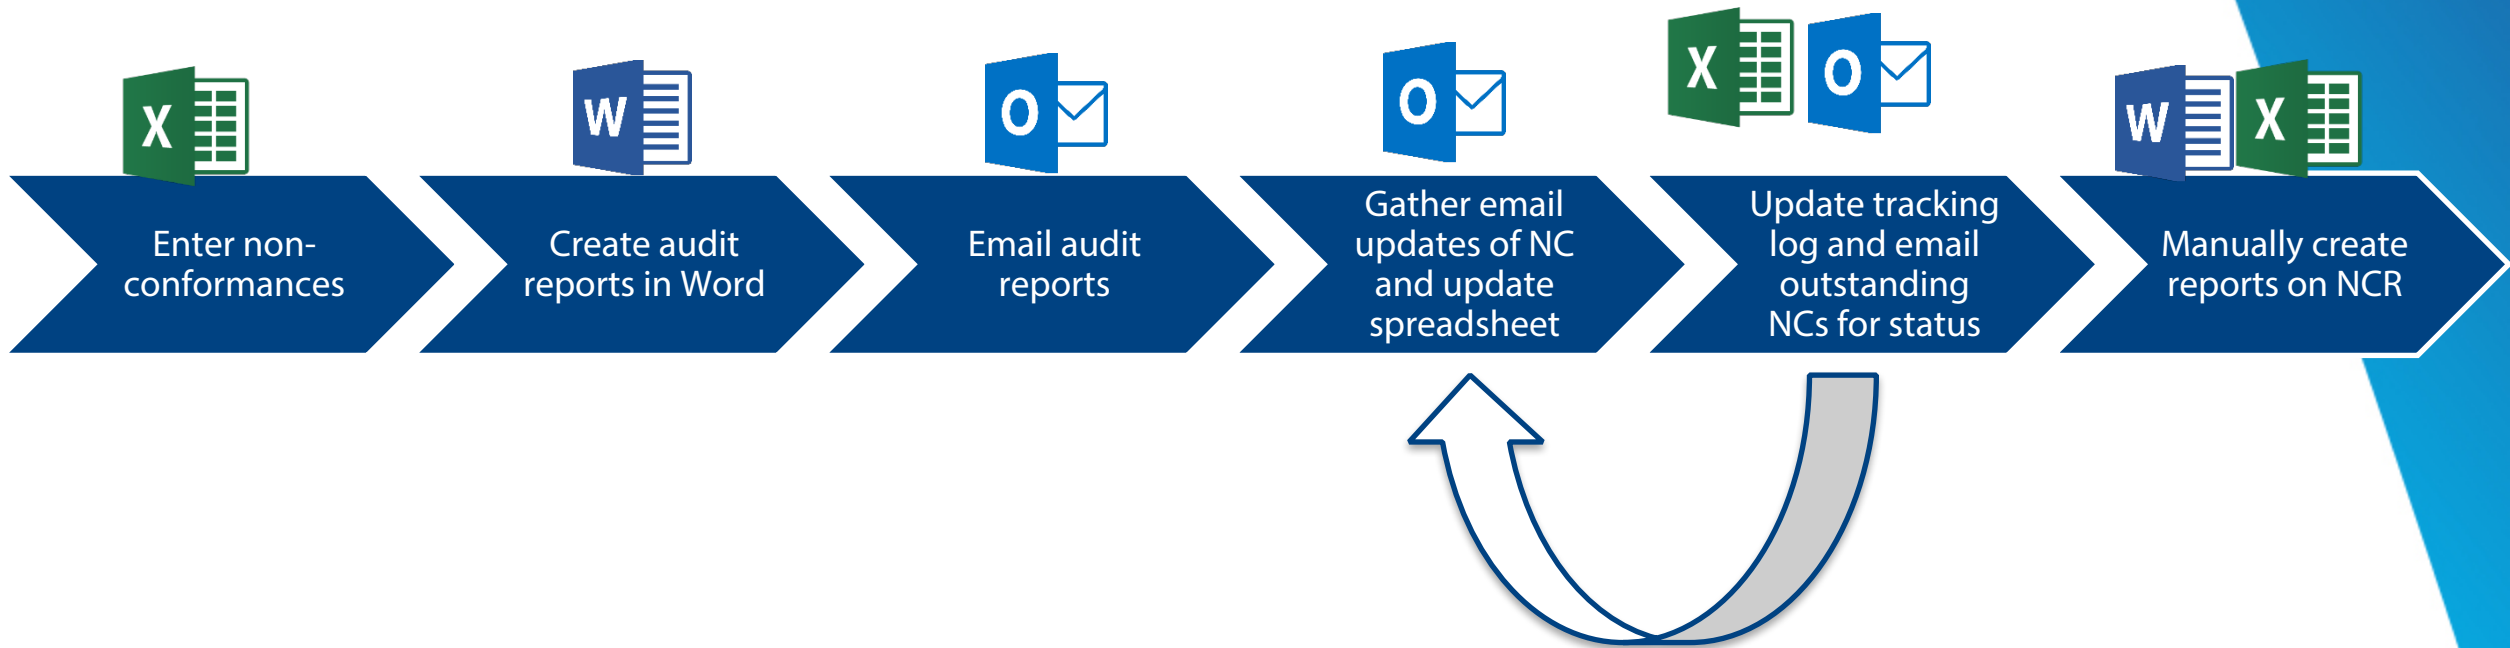 X
W
O
O
X
O
W
X
Enter non-
conformances
Create audit
reports in Word
Email audit
reports
Gather email
updates of NC
and update
spreadsheet
Update tracking
log and email
outstanding
NCs for status
Manually create
reports on NCR